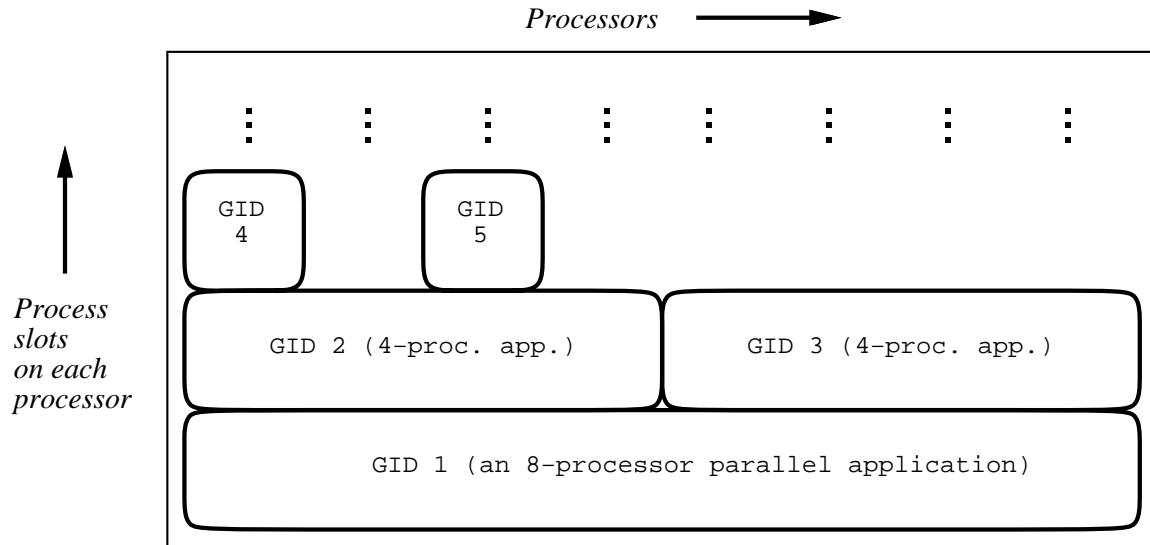 Processors
GID
4
GID
5
Process
slots
on each
processor
GID 2 (4-proc. app.)
GID 3 (4-proc. app.)
GID 1 (an 8-processor parallel application)